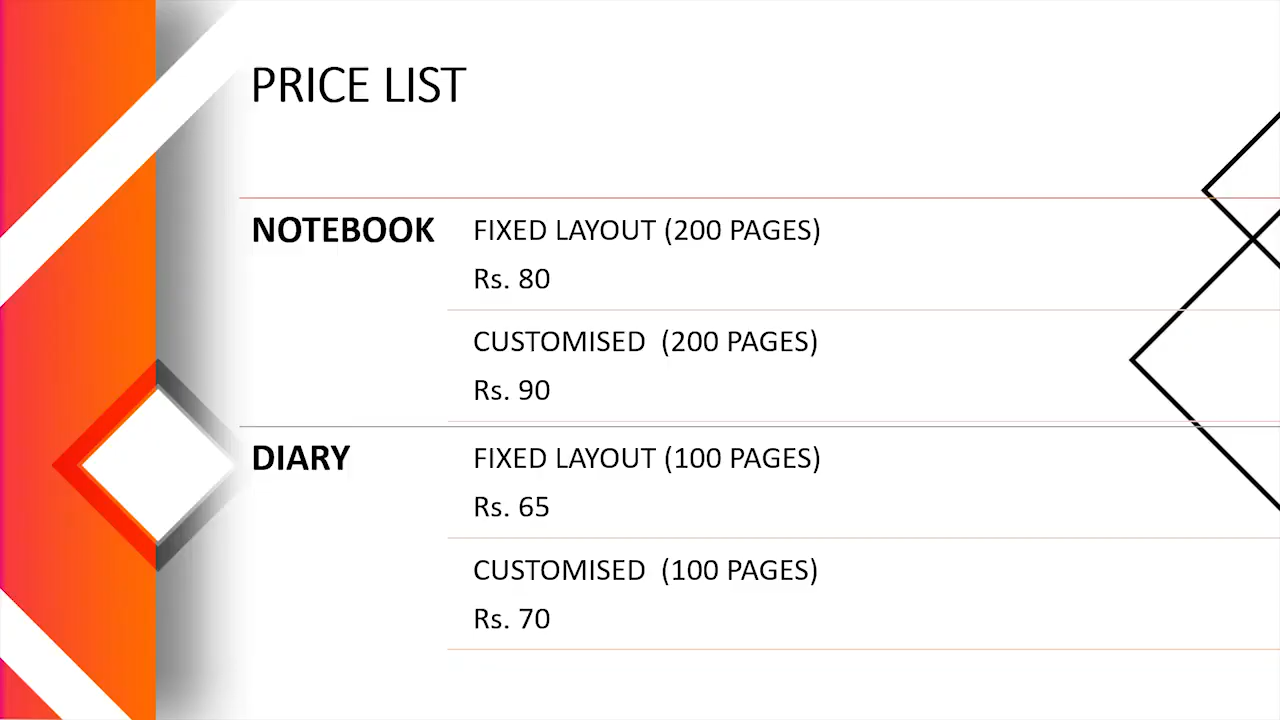 PRICE LIST
NOTEBOOK FIXED LAYOUT (200 PAGES)
Rs. 80
CUSTOMISED (200 PAGES)
Rs. 90
DIARY FIXED LAYOUT (100 PAGES)
Rs. 65
CUSTOMISED (100 PAGES)
Rs. 70